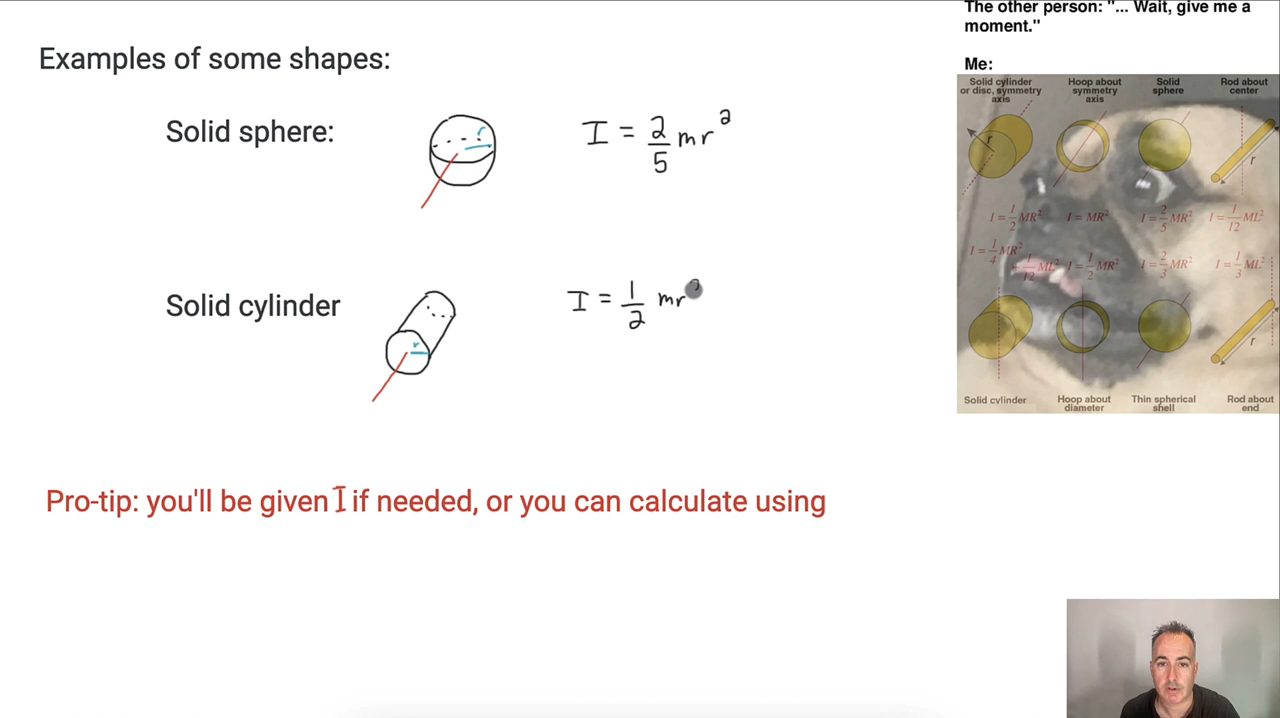 The other person: "... Wait, give me a
moment."
Me:
Examples of some shapes:
Solid sphere:
r
I = 2/5 mr²
Solid cylinder
r
I = 1/2 mr²
Pro-tip: you'll be given I if needed, or you can calculate using
Solid cylinder
or disc, symmetry
axis
Hoop about
symmetry
axis
Solid
sphere
Rod about
center
r
r
I = 1/2 MR²
I = MR²
I = 2/5 MR²
I = 1/12 ML²
I = 1/4 MR²
+ 1/12 ML²
I = 1/2 MR²
I = 2/3 MR²
I = 1/3 ML²
r
Solid cylinder
Hoop about
diameter
Thin spherical
shell
Rod about
end